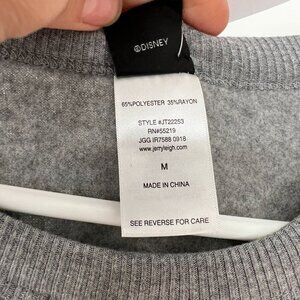 ©DISNEY
65%POLYESTER 35%RAYON
STYLE #JT22253
RN#55219
JGG IR7588 0918
www.jerryleigh.com
M
MADE IN CHINA
SEE REVERSE FOR CARE